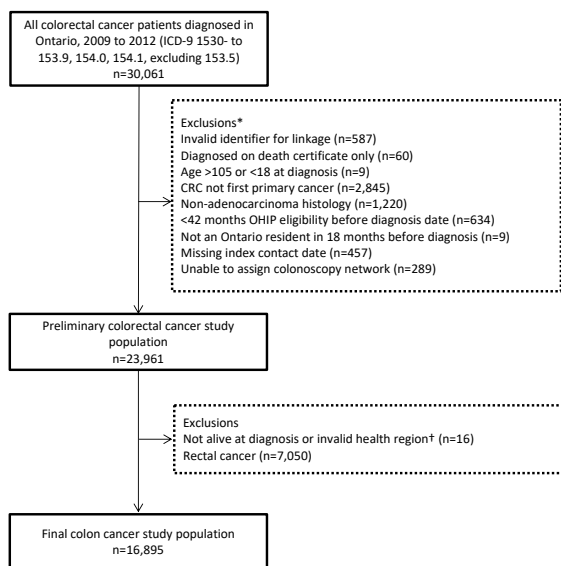 All colorectal cancer patients diagnosed in
Ontario, 2009 to 2012 (ICD-9 1530- to
153.9, 154.0, 154.1, excluding 153.5)
n=30,061
Exclusions*
Invalid identifier for linkage (n=587)
Diagnosed on death certificate only (n=60)
Age >105 or <18 at diagnosis (n=9)
CRC not first primary cancer (n=2,845)
Non-adenocarcinoma histology (n=1,220)
<42 months OHIP eligibility before diagnosis date (n=634)
Not an Ontario resident in 18 months before diagnosis (n=9)
Missing index contact date (n=457)
Unable to assign colonoscopy network (n=289)
Preliminary colorectal cancer study
population
n=23,961
Exclusions
Not alive at diagnosis or invalid health region† (n=16)
Rectal cancer (n=7,050)
Final colon cancer study population
n=16,895